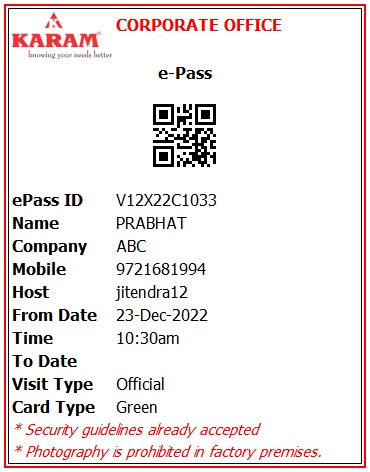 CORPORATE OFFICE
KARAM®
knowing your needs better
e-Pass
ePass ID V12X22C1033
Name PRABHAT
Company ABC
Mobile 9721681994
Host jitendra12
From Date 23-Dec-2022
Time 10:30am
To Date
Visit Type Official
Card Type Green
* Security guidelines already accepted
* Photography is prohibited in factory premises.